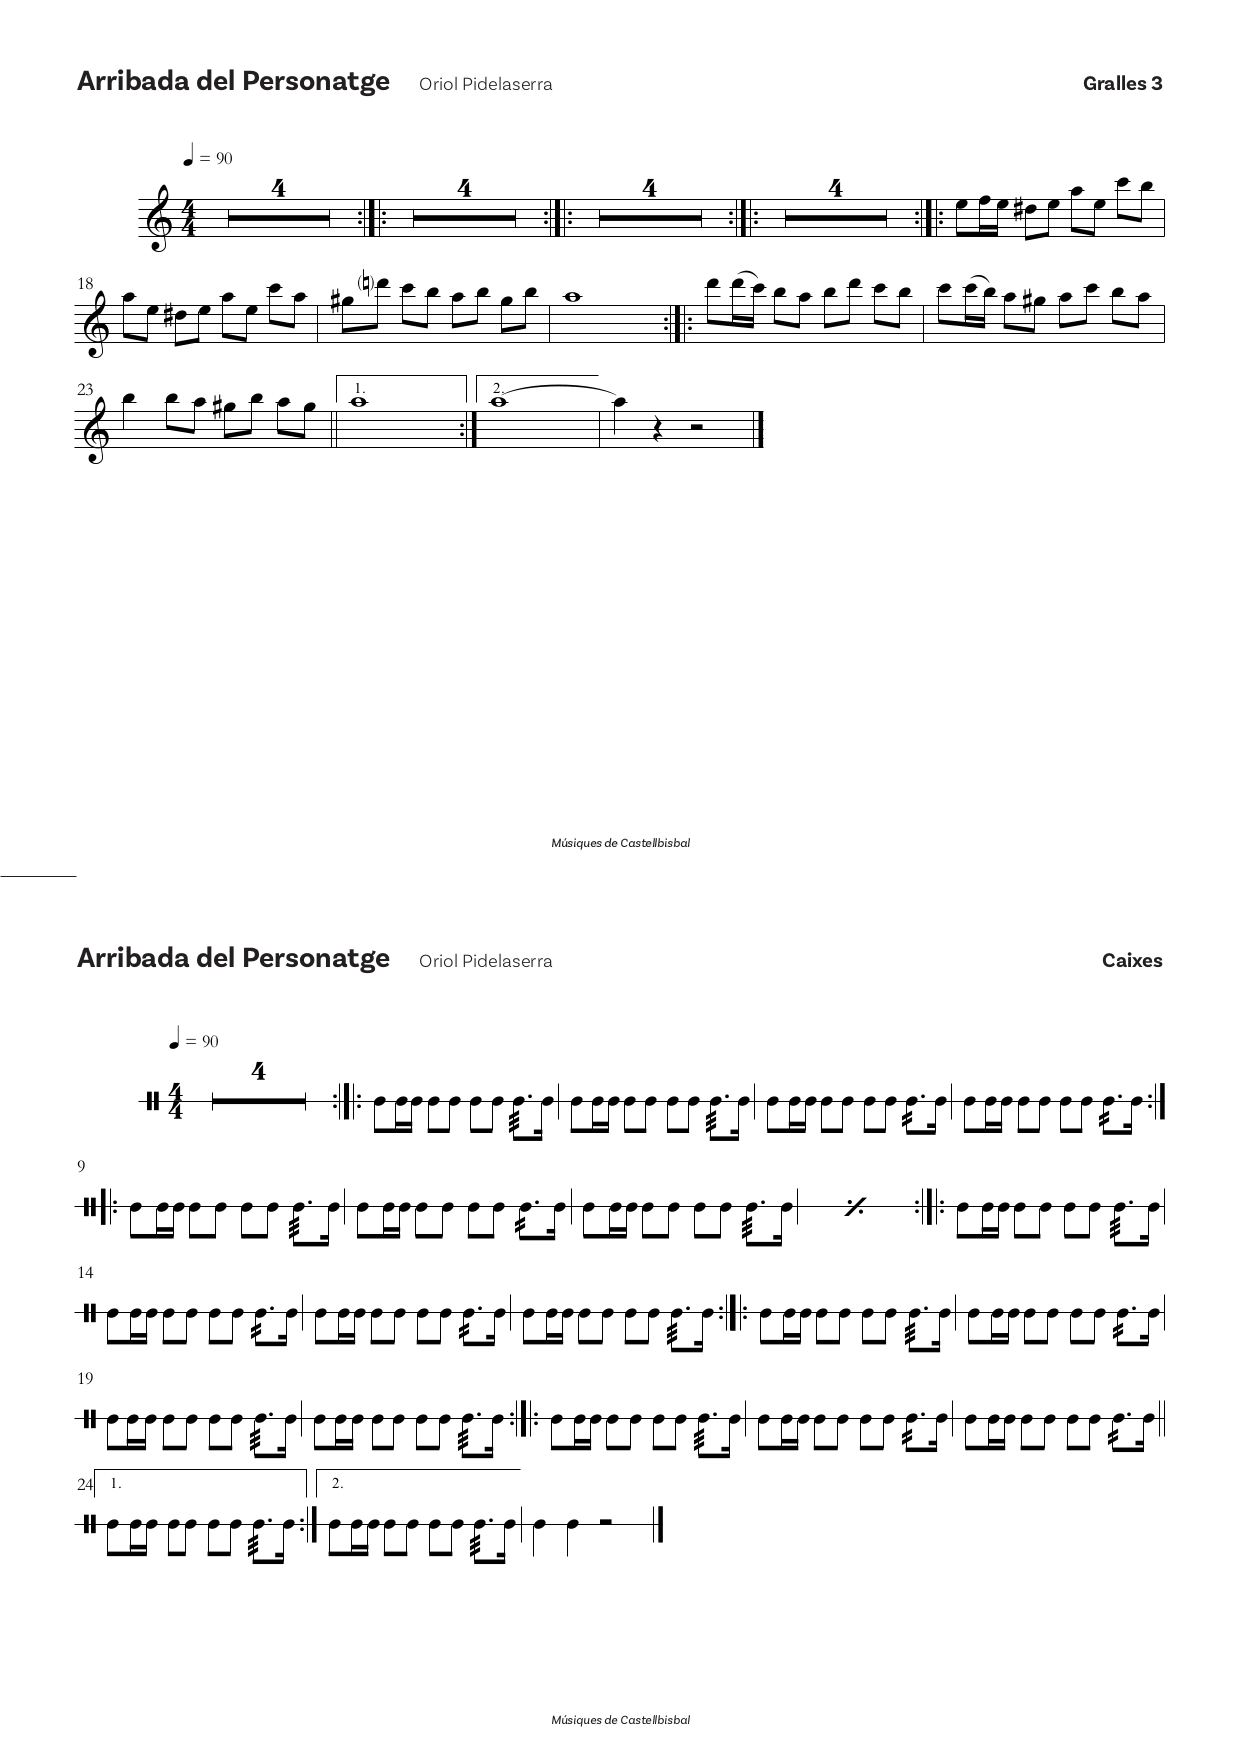 Arribada del Personatge Oriol Pidelaserra Gralles 3
= 90
4 4 4 4
4
4
18
23 1. 2.
Músiques de Castellbisbal
Arribada del Personatge Oriol Pidelaserra Caixes
= 90
4
4
4
9
14
19
24 1. 2.
Músiques de Castellbisbal